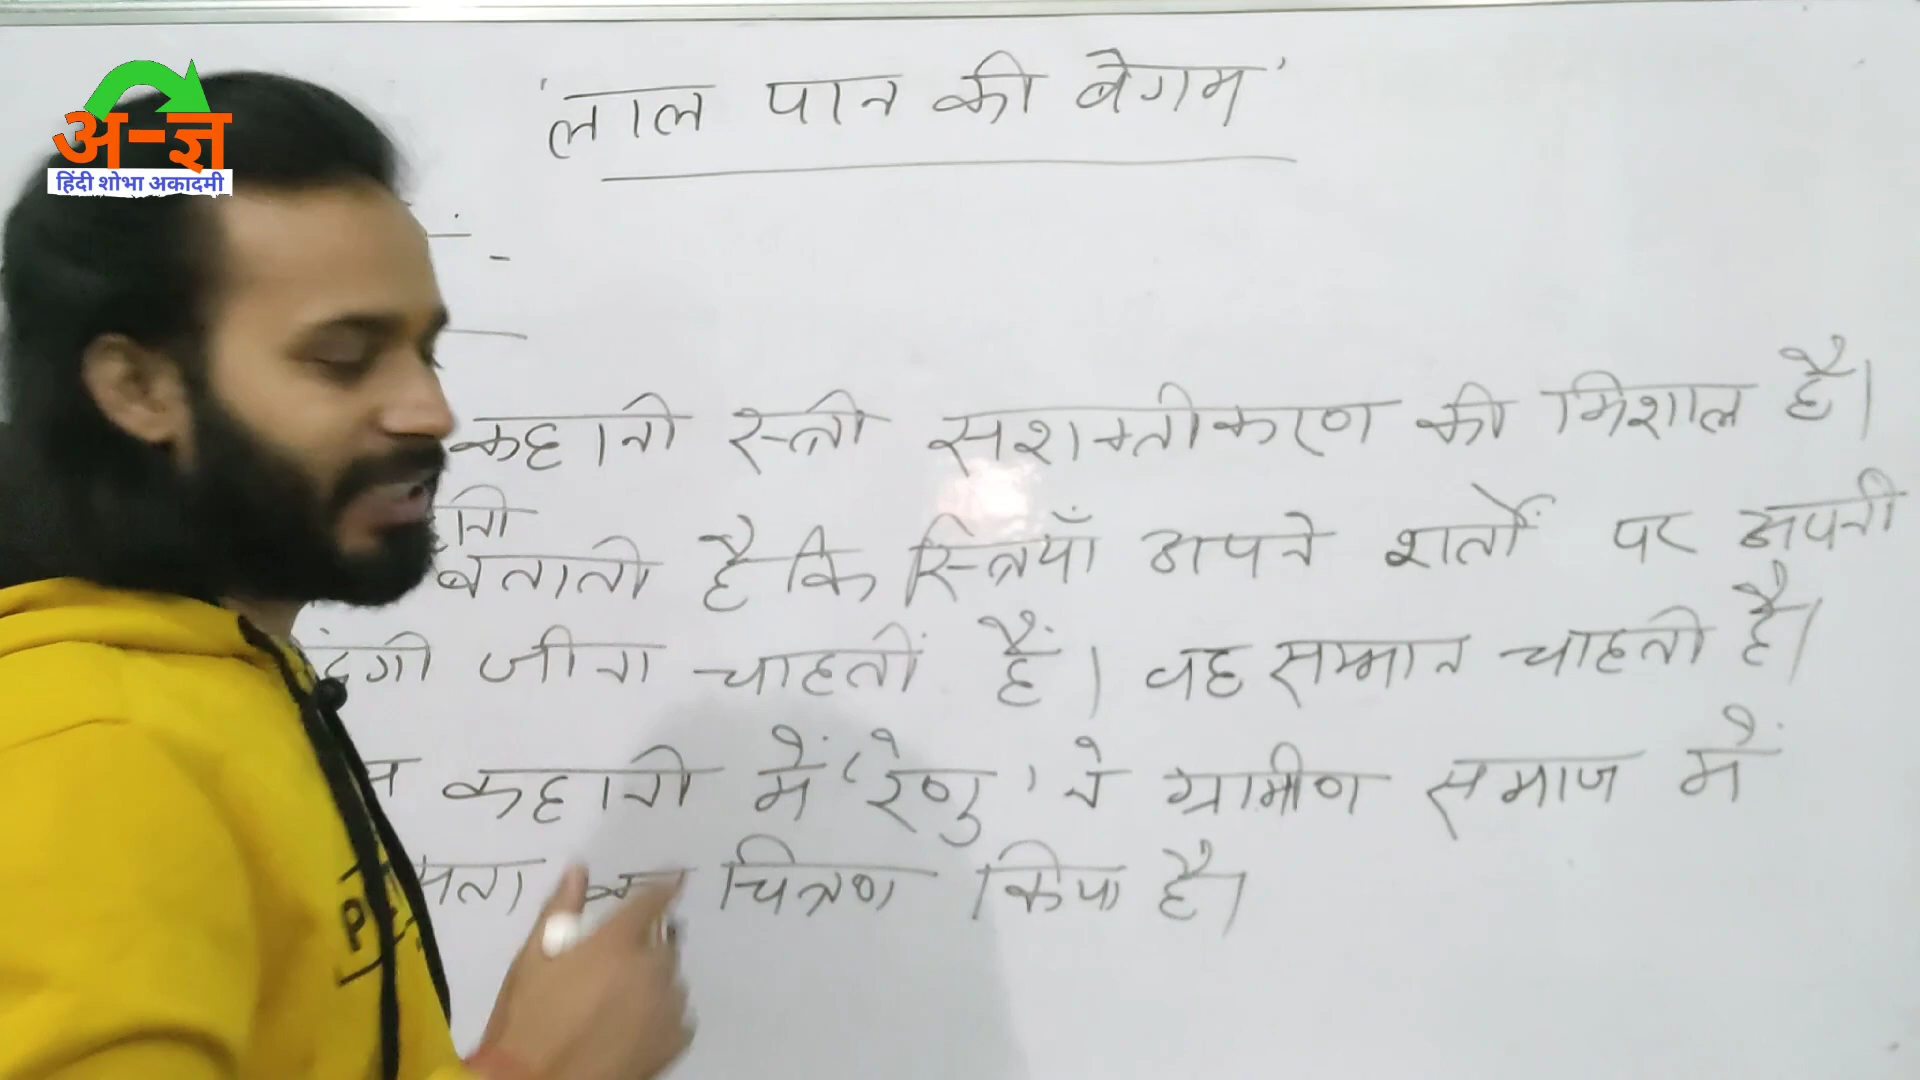 अ-ज्ञ
हिंदी शोभा अकादमी
'लाल पान की बेगम'
कहानी स्त्री सशक्तीकरण की मिशाल है।
बताती है कि स्त्रियाँ अपने शर्तों पर अपनी
जीना चाहतीं हैं। वह सम्मान चाहती है।
कहानी में 'रेणु' ने ग्रामीण समाज में
चित्रण किया है।